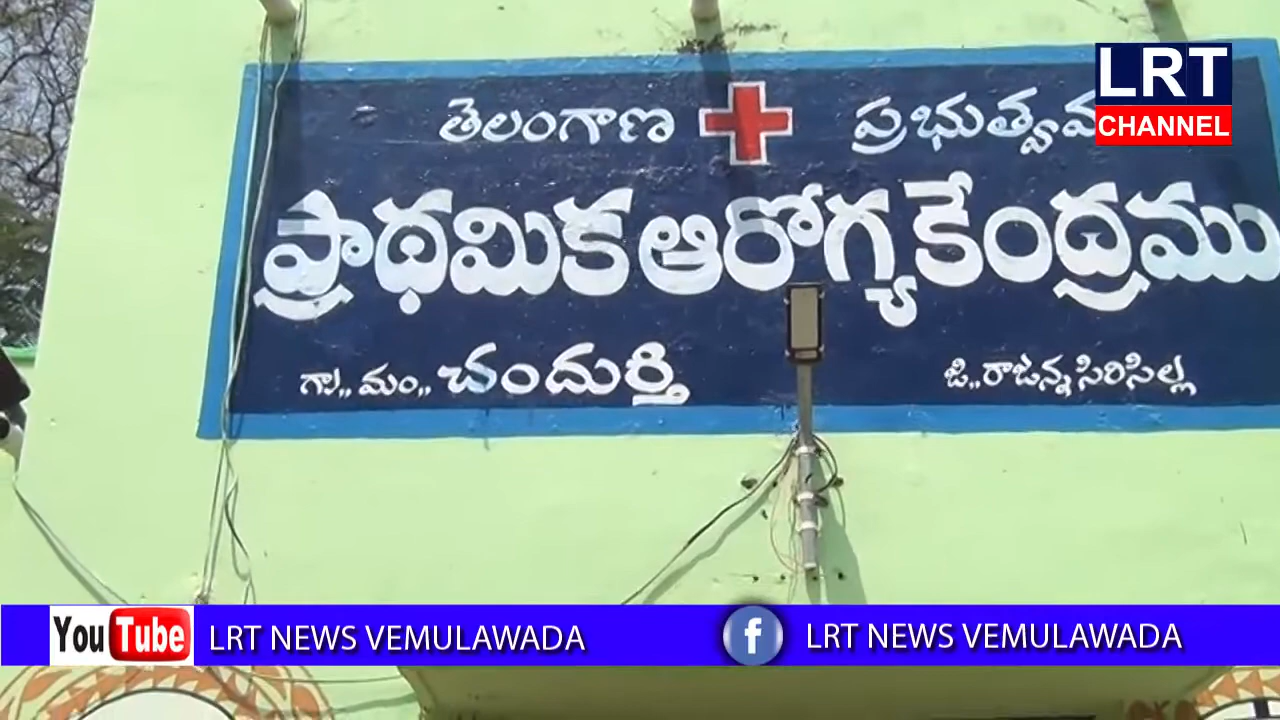 తెలంగాణ ప్రభుత్వ
LRT
CHANNEL
ప్రాథమిక ఆరోగ్య కేంద్రము
గ్రా,, మం,, చందుర్తి
జి,,రాజన్న సిరిసిల్ల
YouTube LRT NEWS VEMULAWADA
f LRT NEWS VEMULAWADA